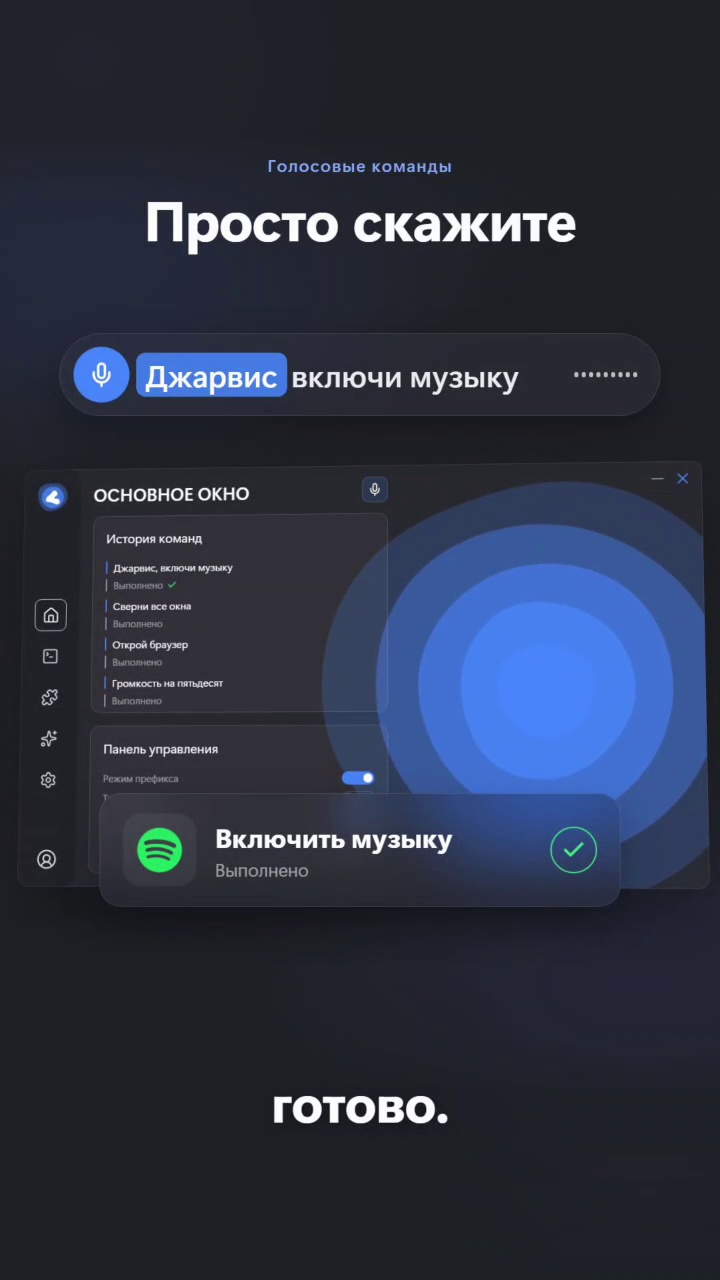 Голосовые команды
Просто скажите
Джарвис включи музыку
ОСНОВНОЕ ОКНО
История команд
Джарвис, включи музыку
Выполнено
Сверни все окна
Выполнено
Открой браузер
Выполнено
Громкость на пятьдесят
Выполнено
Панель управления
Режим префикса
Включить музыку
Выполнено
готово.